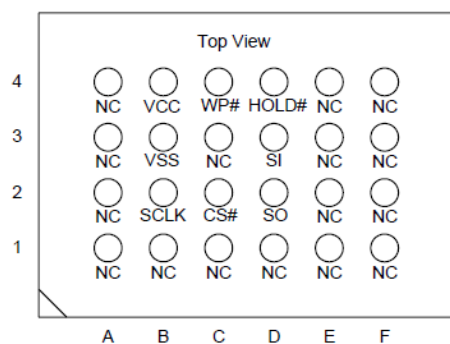 Top View
4
NC VCC WP# HOLD# NC NC
3
NC VSS NC SI NC NC
2
NC SCLK CS# SO NC NC
1
NC NC NC NC NC NC
A B C D E F